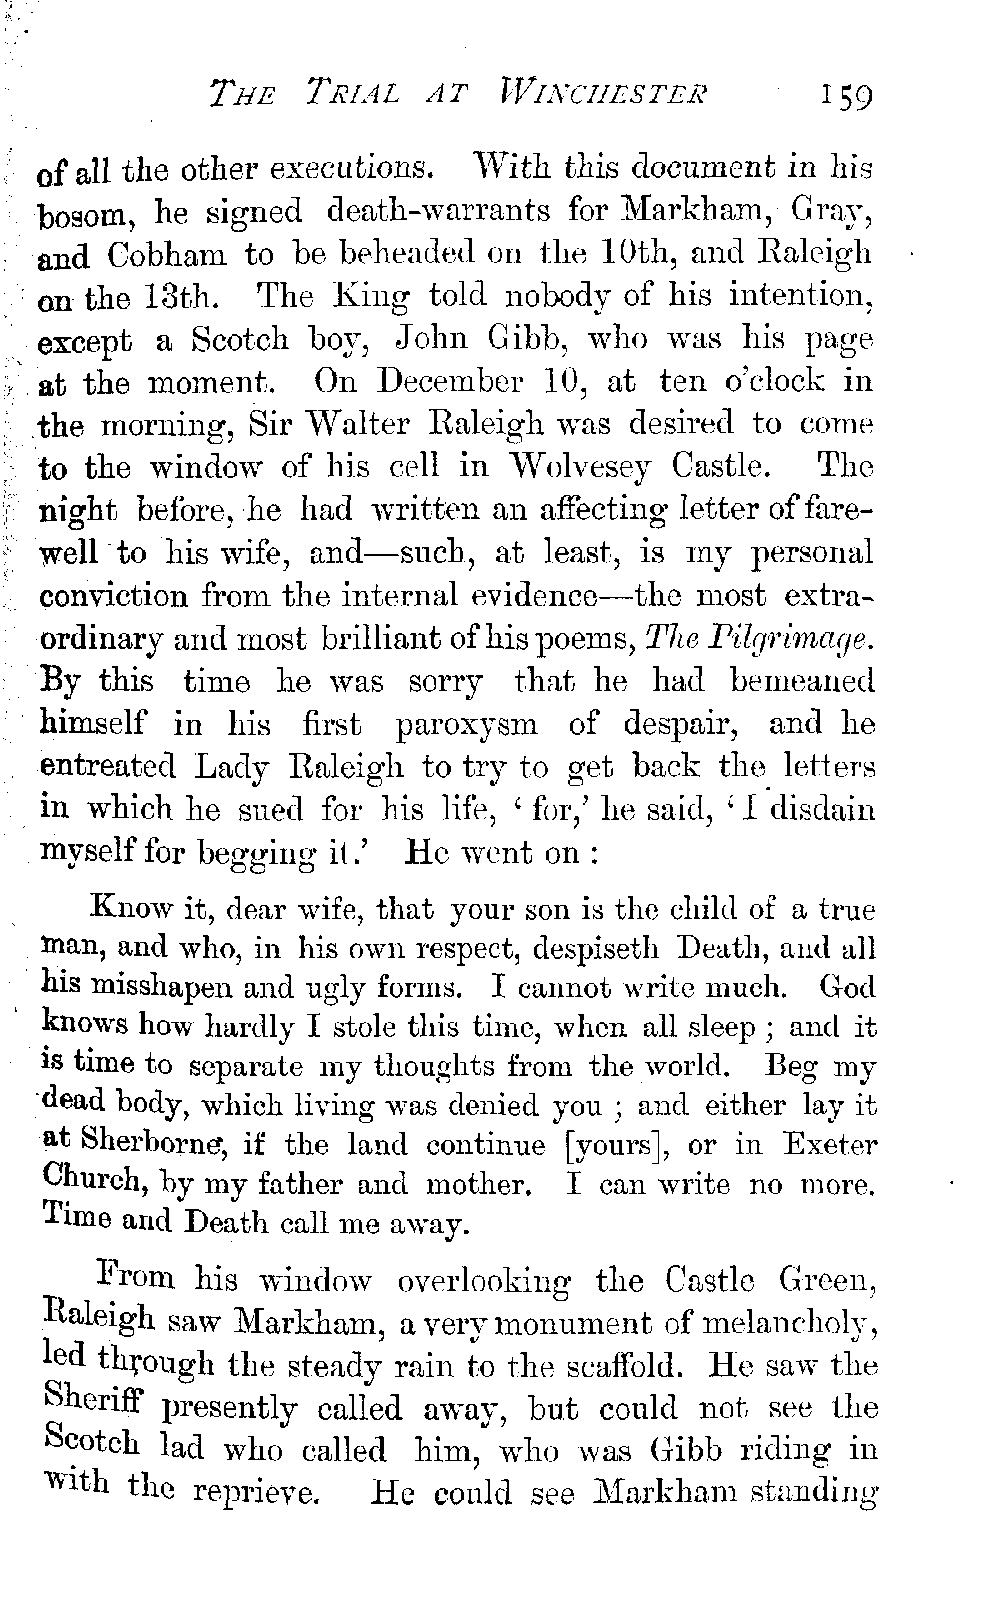 THE TRIAL AT WINCHESTER 159
of all the other executions. With this document in his
bosom, he signed death-warrants for Markham, Gray,
and Cobham to be beheaded on the 10th, and Raleigh
on the 13th. The King told nobody of his intention,
except a Scotch boy, John Gibb, who was his page
at the moment. On December 10, at ten o'clock in
the morning, Sir Walter Raleigh was desired to come
to the window of his cell in Wolvesey Castle. The
night before, he had written an affecting letter of fare-
well to his wife, and—such, at least, is my personal
conviction from the internal evidence—the most extra-
ordinary and most brilliant of his poems, The Pilgrimage.
By this time he was sorry that he had bemeaned
himself in his first paroxysm of despair, and he
entreated Lady Raleigh to try to get back the letters
in which he sued for his life, ‘for,’ he said, ‘I disdain
myself for begging it.’ He went on :
Know it, dear wife, that your son is the child of a true
man, and who, in his own respect, despiseth Death, and all
his misshapen and ugly forms. I cannot write much. God
knows how hardly I stole this time, when all sleep ; and it
is time to separate my thoughts from the world. Beg my
dead body, which living was denied you ; and either lay it
at Sherborne, if the land continue [yours], or in Exeter
Church, by my father and mother. I can write no more.
Time and Death call me away.
From his window overlooking the Castle Green,
Raleigh saw Markham, a very monument of melancholy,
led through the steady rain to the scaffold. He saw the
Sheriff presently called away, but could not see the
Scotch lad who called him, who was Gibb riding in
with the reprieve. He could see Markham standing